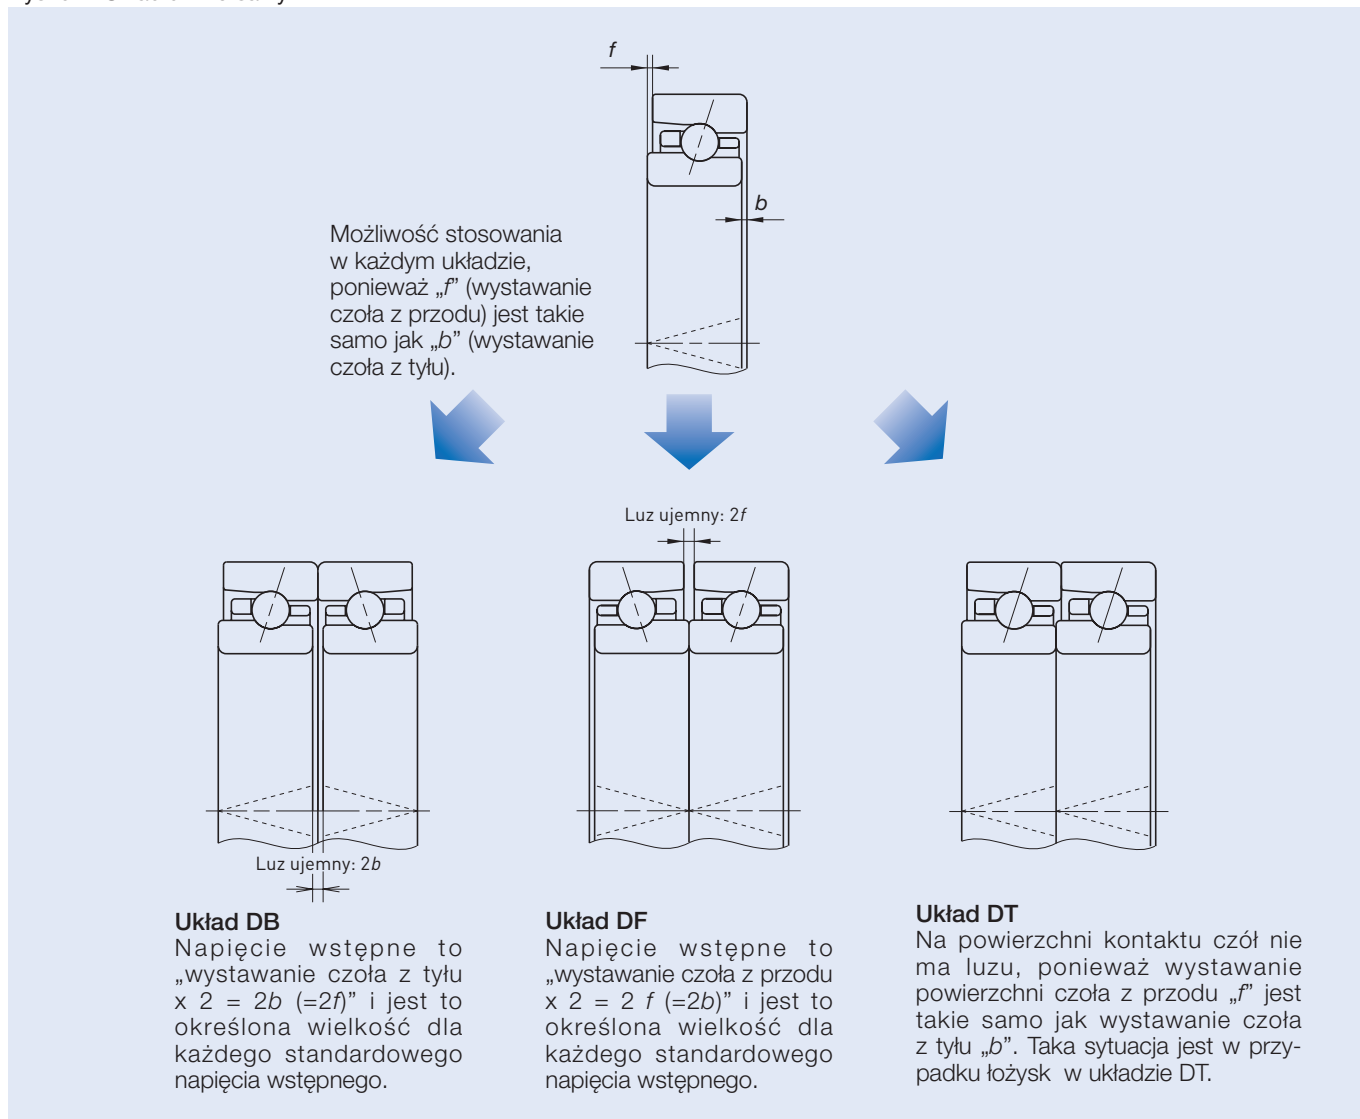 f
b
Możliwość stosowania
w każdym układzie,
ponieważ „f” (wystawanie
czoła z przodu) jest takie
samo jak „b” (wystawanie
czoła z tyłu).
Luz ujemny: 2f
Luz ujemny: 2b
Układ DB
Napięcie wstępne to
„wystawanie czoła z tyłu
x 2 = 2b (=2f)” i jest to
określona wielkość dla
każdego standardowego
napięcia wstępnego.
Układ DF
Napięcie wstępne to
„wystawanie czoła z przodu
x 2 = 2 f (=2b)” i jest to
określona wielkość dla
każdego standardowego
napięcia wstępnego.
Układ DT
Na powierzchni kontaktu czół nie
ma luzu, ponieważ wystawanie
powierzchni czoła z przodu „f” jest
takie samo jak wystawanie czoła
z tyłu „b”. Taka sytuacja jest w przy-
padku łożysk w układzie DT.